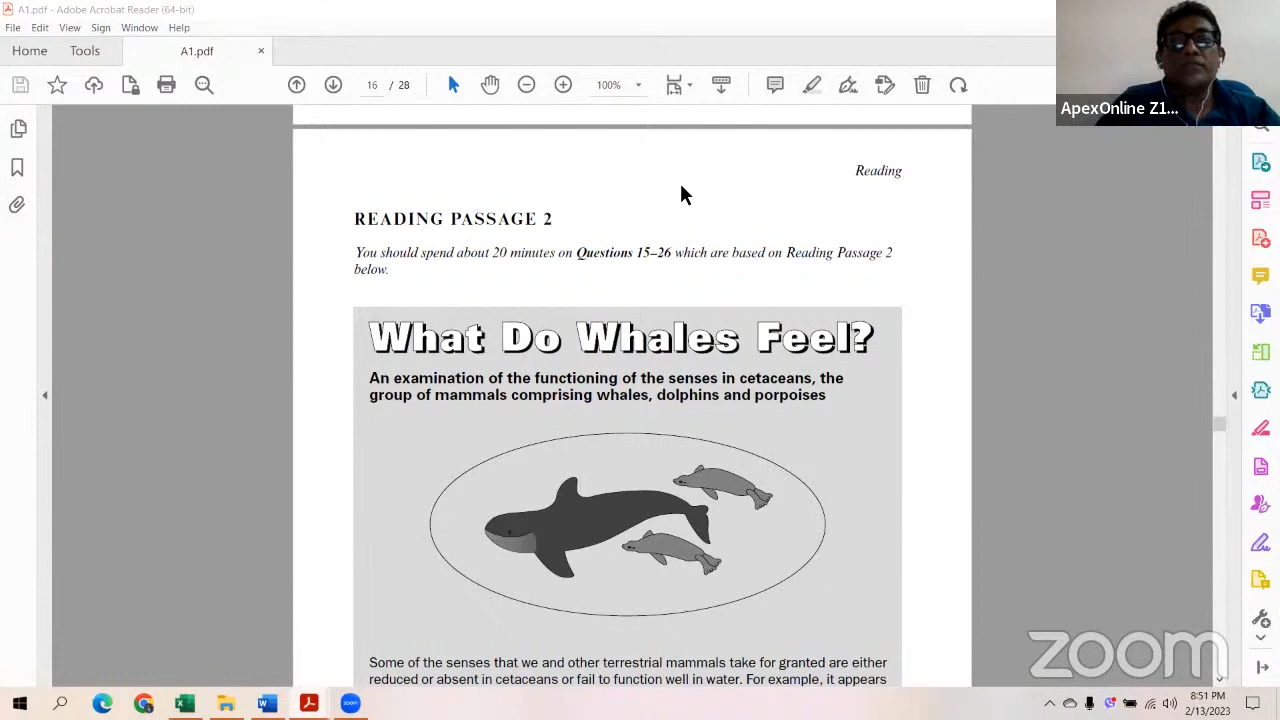 A1.pdf - Adobe Acrobat Reader (64-bit)
File Edit View Sign Window Help
Home Tools A1.pdf ×
16 / 28 100%
ApexOnline Z1...
Reading
READING PASSAGE 2
You should spend about 20 minutes on Questions 15–26 which are based on Reading Passage 2
below.
What Do Whales Feel?
An examination of the functioning of the senses in cetaceans, the
group of mammals comprising whales, dolphins and porpoises
Some of the senses that we and other terrestrial mammals take for granted are either
reduced or absent in cetaceans or fail to function well in water. For example, it appears
zoom
zoom
8:51 PM
2/13/2023